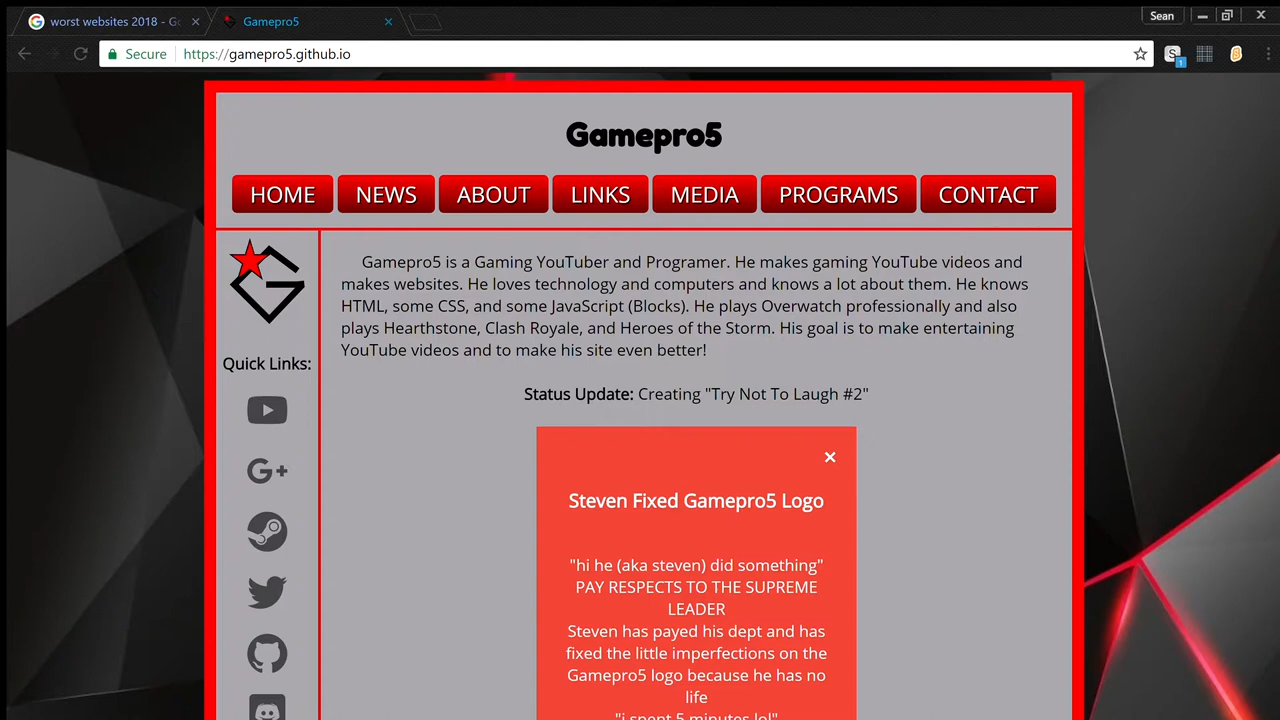 worst websites 2018 - G
Gamepro5
Sean
Secure
https://gamepro5.github.io
S
1
Gamepro5
HOME
NEWS
ABOUT
LINKS
MEDIA
PROGRAMS
CONTACT
Gamepro5 is a Gaming YouTuber and Programer. He makes gaming YouTube videos and
makes websites. He loves technology and computers and knows a lot about them. He knows
HTML, some CSS, and some JavaScript (Blocks). He plays Overwatch professionally and also
plays Hearthstone, Clash Royale, and Heroes of the Storm. His goal is to make entertaining
YouTube videos and to make his site even better!
Quick Links:
G+
Status Update: Creating "Try Not To Laugh #2"
Steven Fixed Gamepro5 Logo
"hi he (aka steven) did something"
PAY RESPECTS TO THE SUPREME
LEADER
Steven has payed his dept and has
fixed the little imperfections on the
Gamepro5 logo because he has no
life
"i spent 5 minutes lol"